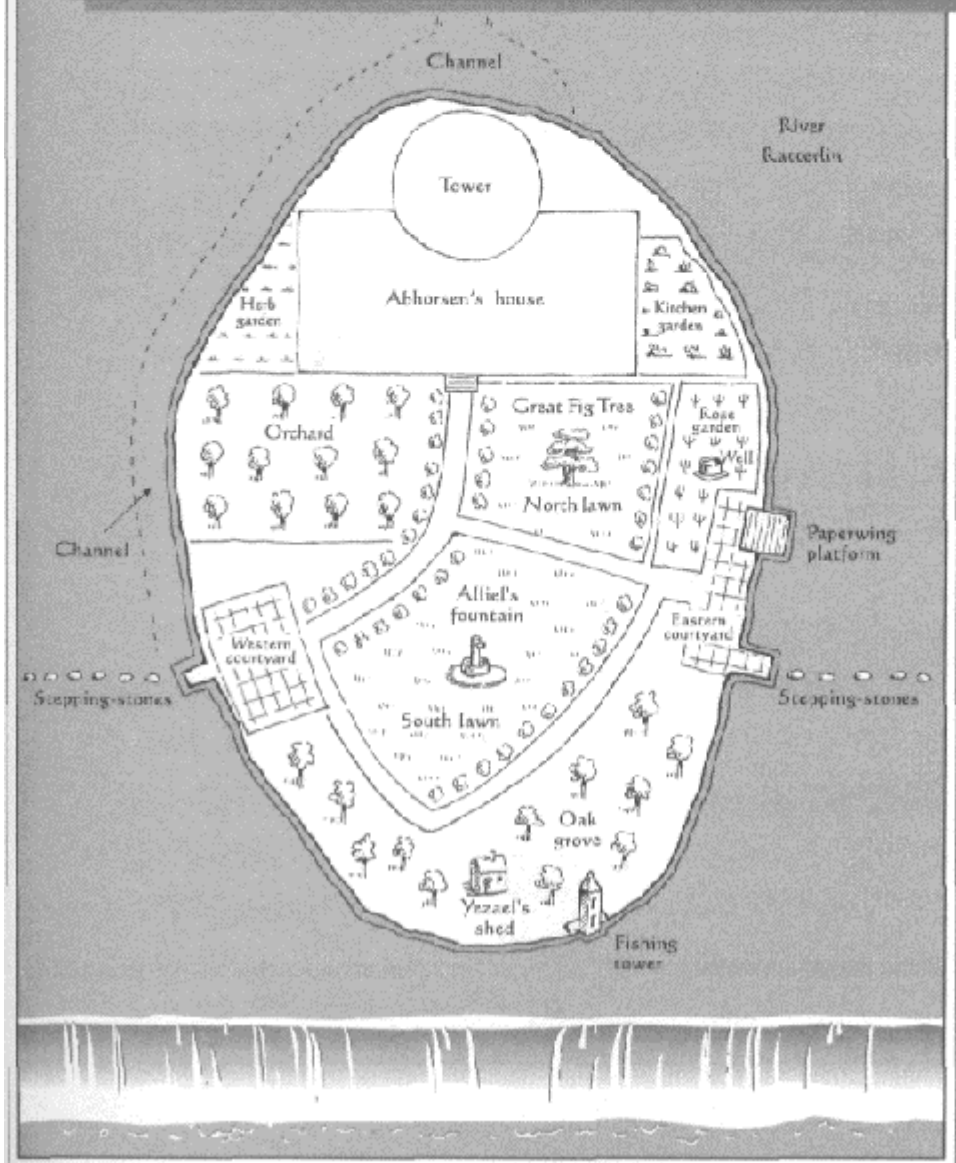 Channel
River
Ratterlin
Tower
Abhorsen's house
Herb
garden
Kitchen
garden
Great Fig Tree
Rose
garden
Orchard
Well
North lawn
Channel
Paperwing
platform
Alliel's
fountain
Western
courtyard
Eastern
courtyard
Stepping-stones
Stepping-stones
South lawn
Oak
grove
Yezael's
shed
Fishing
tower